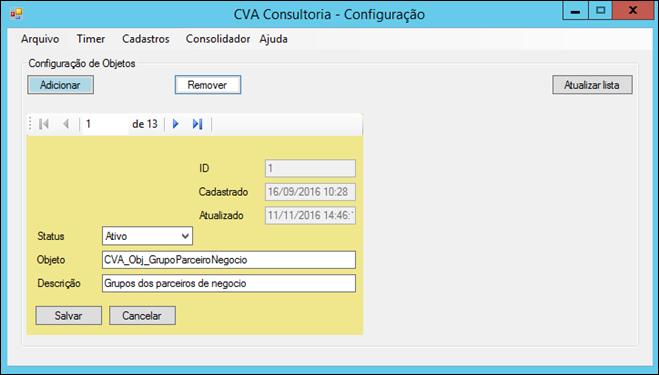 CVA Consultoria - Configuração
Arquivo Timer Cadastros Consolidador Ajuda
Configuração de Objetos
Adicionar Remover Atualizar lista
1 de 13
ID 1
Cadastrado 16/09/2016 10:28
Atualizado 11/11/2016 14:46:
Status Ativo
Objeto CVA_Obj_GrupoParceiroNegocio
Descrição Grupos dos parceiros de negocio
Salvar Cancelar